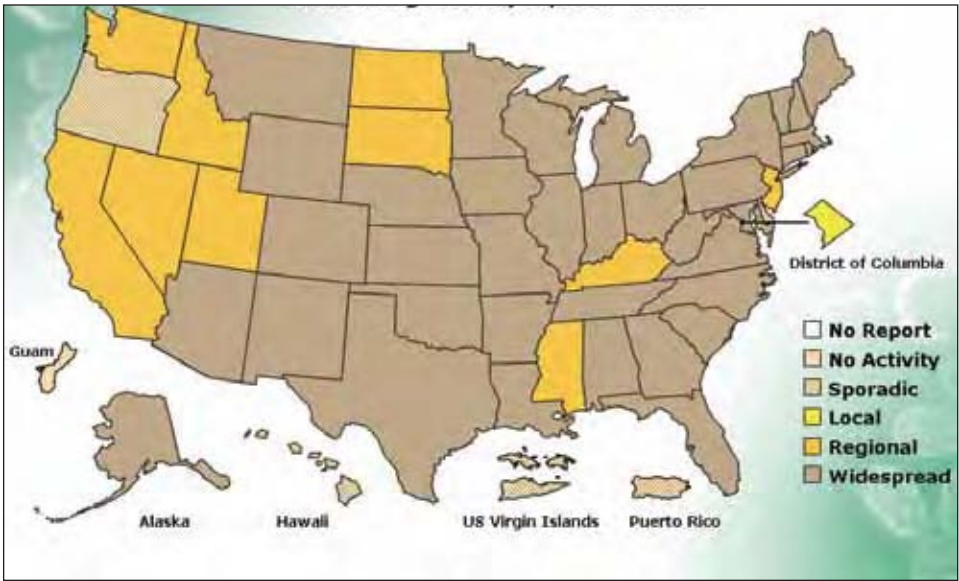 District of Columbia
No Report
No Activity
Sporadic
Local
Regional
Widespread
Guam
Alaska
Hawaii
US Virgin Islands
Puerto Rico